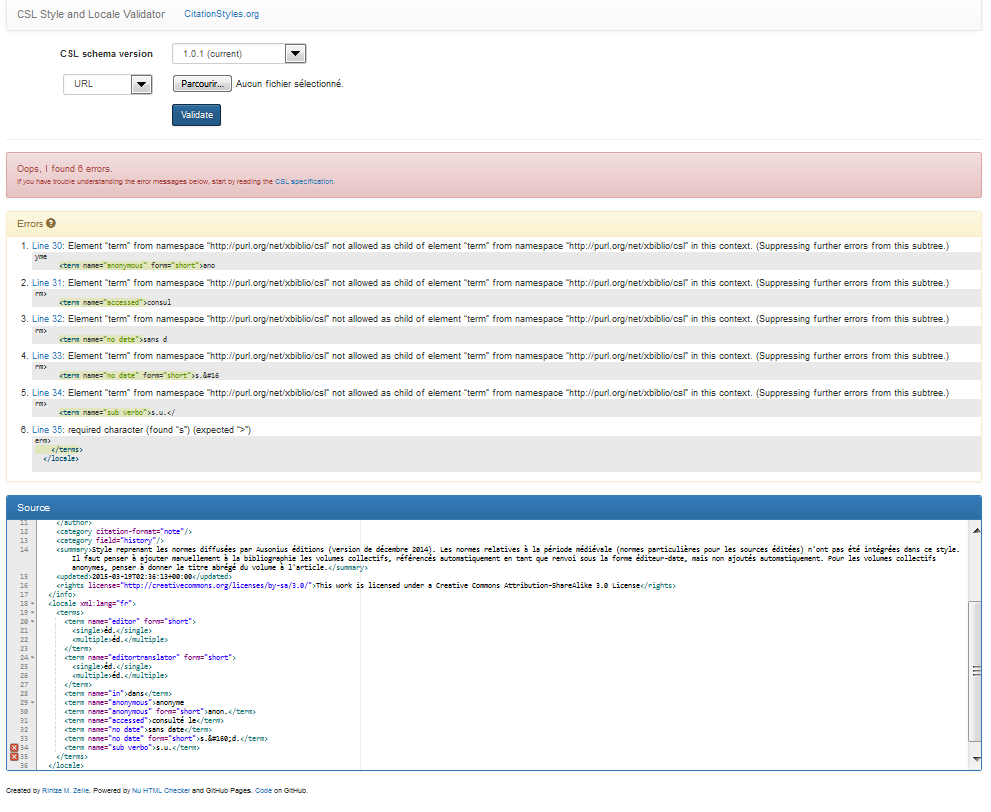 CSL Style and Locale Validator CitationStyles.org
CSL schema version 1.0.1 (current)
URL Parcourir... Aucun fichier sélectionné.
Validate
Oops, I found 6 errors.
If you have trouble understanding the error messages below, start by reading the CSL specification.
Errors ?
1. Line 30: Element “term” from namespace “http://purl.org/net/xbiblio/csl” not allowed as child of element “term” from namespace “http://purl.org/net/xbiblio/csl” in this context. (Suppressing further errors from this subtree.)
yme
<term name="anonymous" form="short">ano
2. Line 31: Element “term” from namespace “http://purl.org/net/xbiblio/csl” not allowed as child of element “term” from namespace “http://purl.org/net/xbiblio/csl” in this context. (Suppressing further errors from this subtree.)
rm>
<term name="accessed">consul
3. Line 32: Element “term” from namespace “http://purl.org/net/xbiblio/csl” not allowed as child of element “term” from namespace “http://purl.org/net/xbiblio/csl” in this context. (Suppressing further errors from this subtree.)
rm>
<term name="no date">sans d
4. Line 33: Element “term” from namespace “http://purl.org/net/xbiblio/csl” not allowed as child of element “term” from namespace “http://purl.org/net/xbiblio/csl” in this context. (Suppressing further errors from this subtree.)
rm>
<term name="no date" form="short">s.&#16
5. Line 34: Element “term” from namespace “http://purl.org/net/xbiblio/csl” not allowed as child of element “term” from namespace “http://purl.org/net/xbiblio/csl” in this context. (Suppressing further errors from this subtree.)
rm>
<term name="sub verbo">s.u.</
6. Line 35: required character (found “s”) (expected “>”)
erm>
</terms>
</locale>
Source
11 </author>
12 <category citation-format="note"/>
13 <category field="history"/>
14 <summary>Style reprenant les normes diffusées par Ausonius éditions (version de décembre 2014). Les normes relatives à la période médiévale (normes particulières pour les sources éditées) n'ont pas été intégrées dans ce style.
Il faut penser à ajouter manuellement à la bibliographie les volumes collectifs, référencés automatiquement en tant que renvoi sous la forme éditeur-date, mais non ajoutés automatiquement. Pour les volumes collectifs
anonymes, penser à donner le titre abrégé du volume à l'article.</summary>
15 <updated>2015-03-19T02:36:13+00:00</updated>
16 <rights license="http://creativecommons.org/licenses/by-sa/3.0/">This work is licensed under a Creative Commons Attribution-ShareAlike 3.0 License</rights>
17 </info>
18 <locale xml:lang="fr">
19 <terms>
20 <term name="editor" form="short">
21 <single>éd.</single>
22 <multiple>éd.</multiple>
23 </term>
24 <term name="editortranslator" form="short">
25 <single>éd.</single>
26 <multiple>éd.</multiple>
27 </term>
28 <term name="in">dans</term>
29 <term name="anonymous">anonyme
30 <term name="anonymous" form="short">anon.</term>
31 <term name="accessed">consulté le</term>
32 <term name="no date">sans date</term>
33 <term name="no date" form="short">s.&#160;d.</term>
34 <term name="sub verbo">s.u.</term>
35 </terms>
36 </locale>
Created by Rintze M. Zelle. Powered by Nu HTML Checker and GitHub Pages. Code on GitHub.